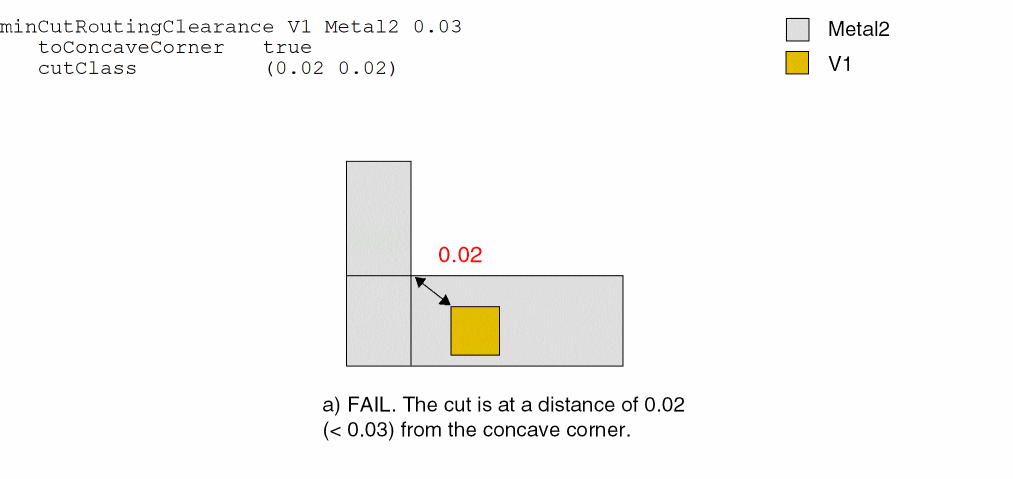 minCutRoutingClearance V1 Metal2 0.03
toConcaveCorner true
cutClass (0.02 0.02)
Metal2
V1
0.02
a) FAIL. The cut is at a distance of 0.02
(< 0.03) from the concave corner.